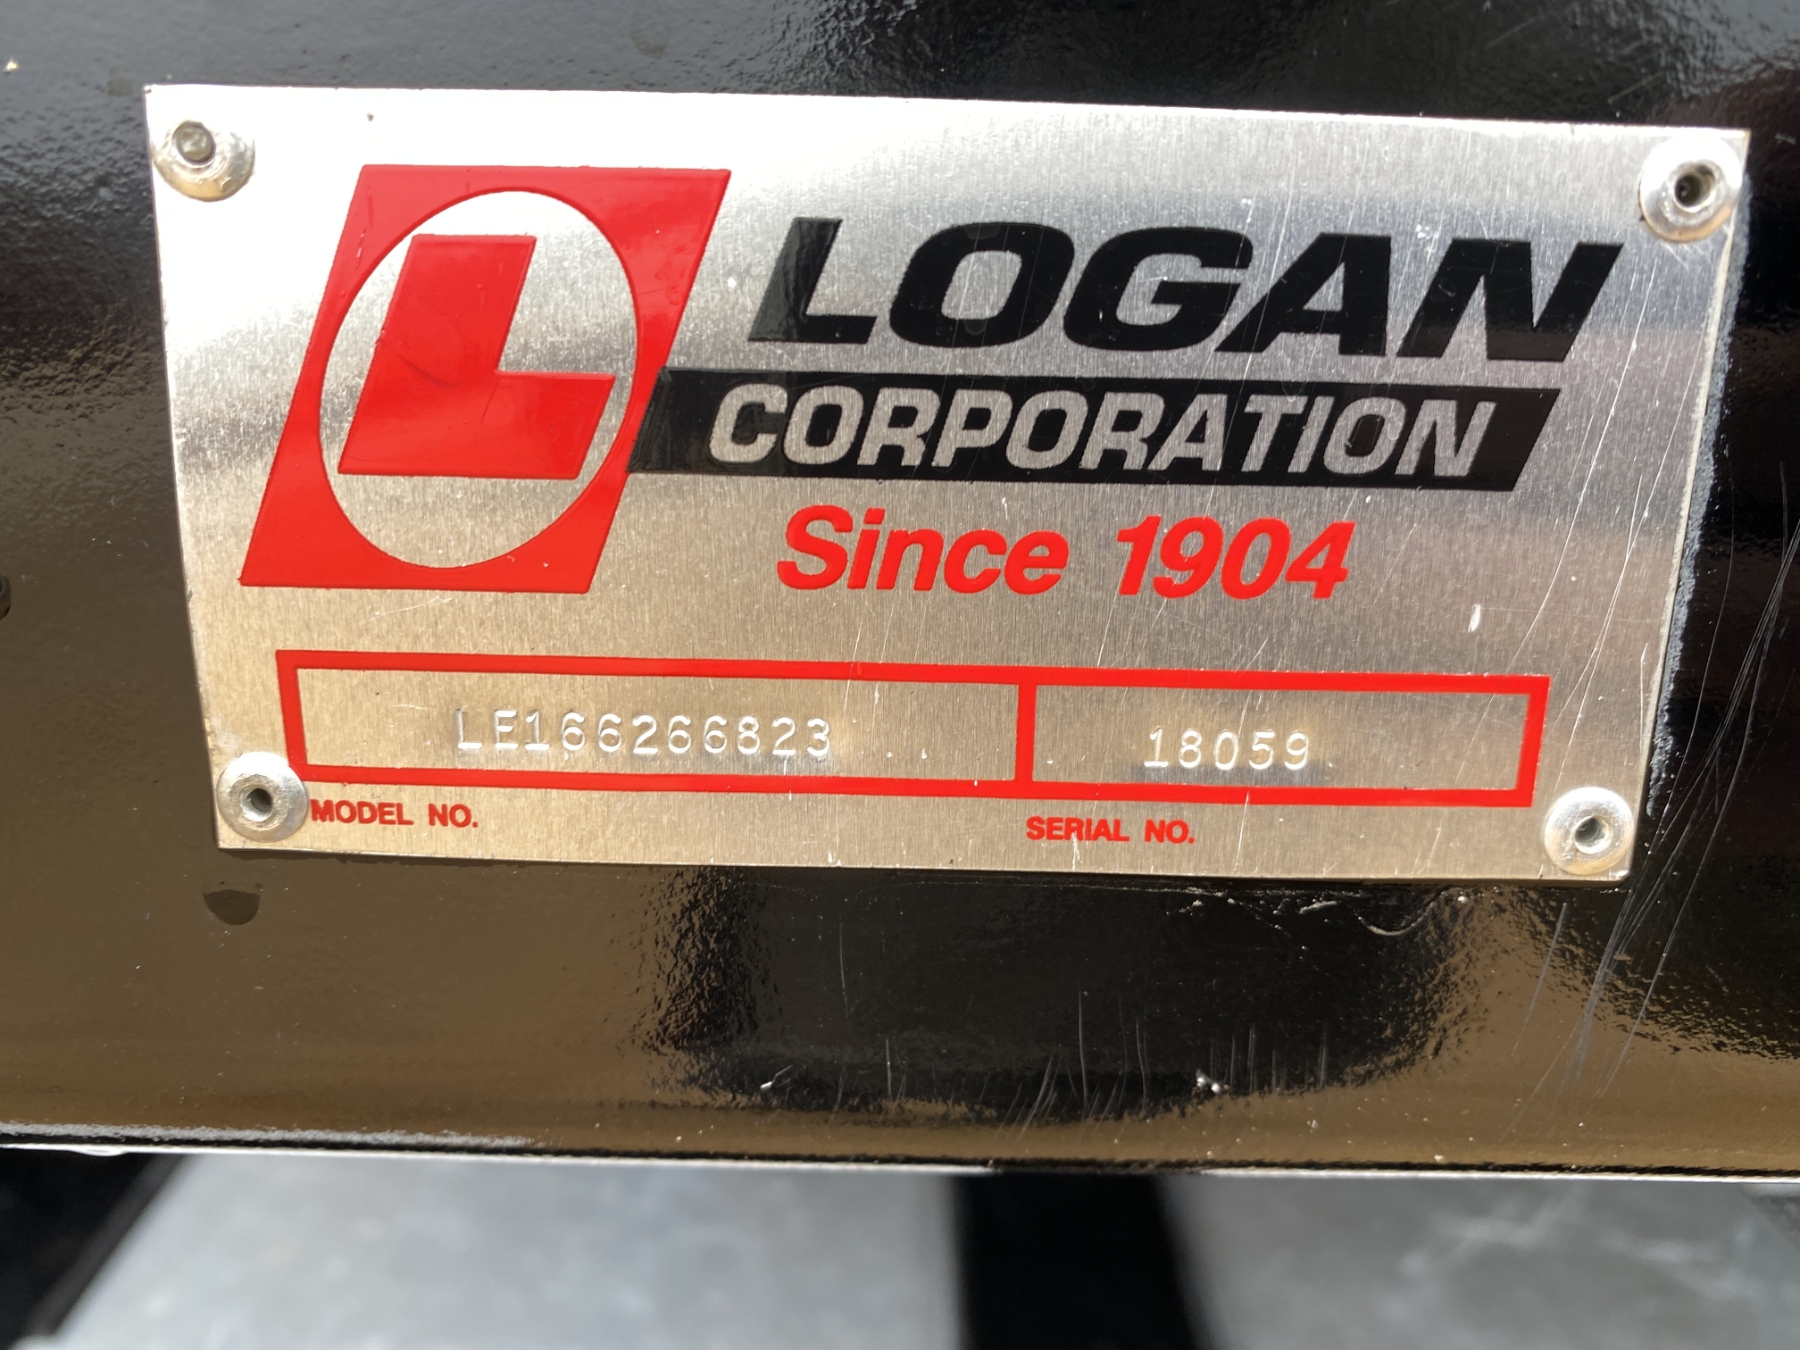 L
LOGAN
CORPORATION
Since 1904
LE166266823
18059
MODEL NO.
SERIAL NO.